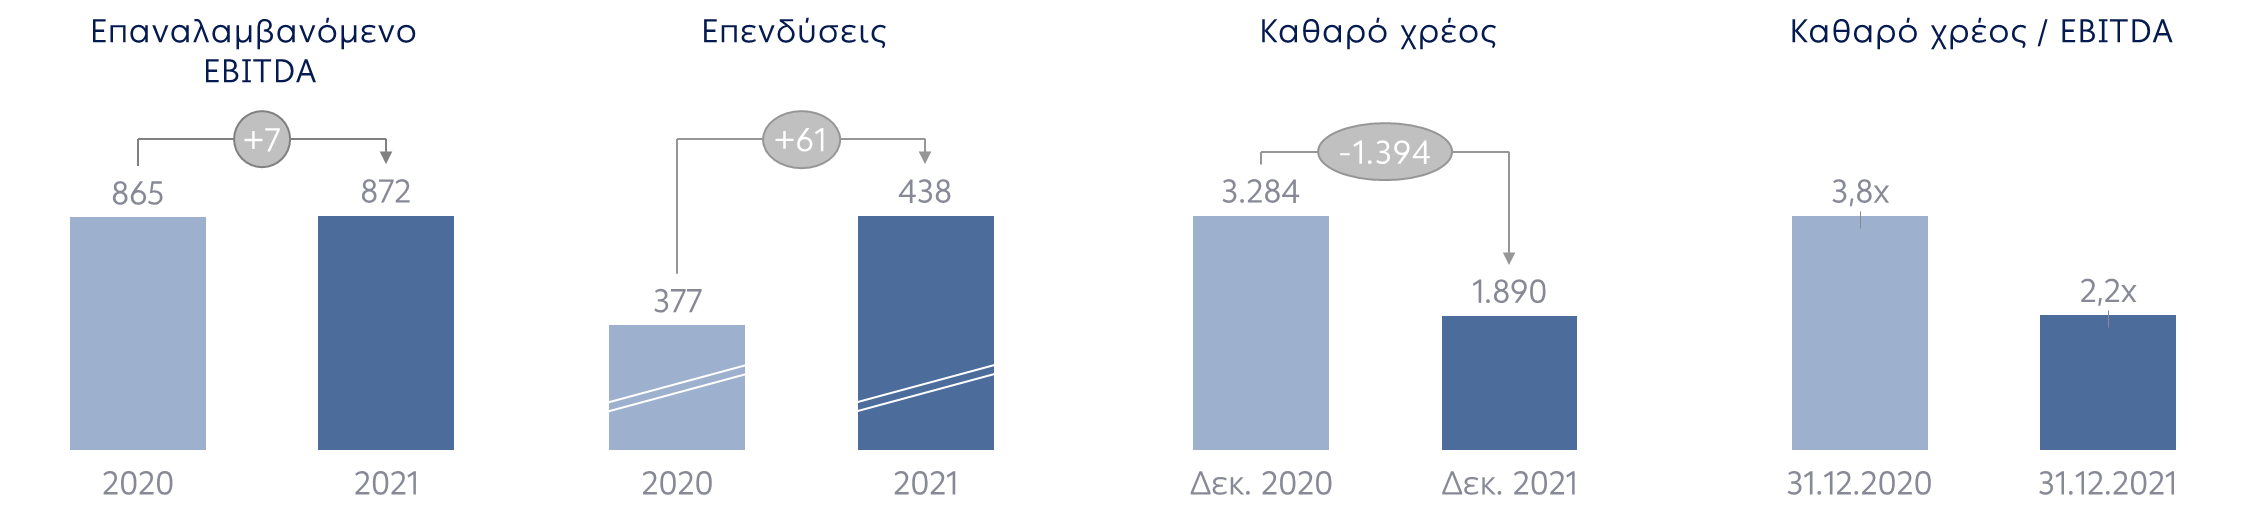 Επαναλαμβανόμενο
EBITDA
+7
865
872
2020
2021
Επενδύσεις
+61
377
438
2020
2021
Καθαρό χρέος
-1.394
3.284
1.890
Δεκ. 2020
Δεκ. 2021
Καθαρό χρέος / EBITDA
3,8x
2,2x
31.12.2020
31.12.2021